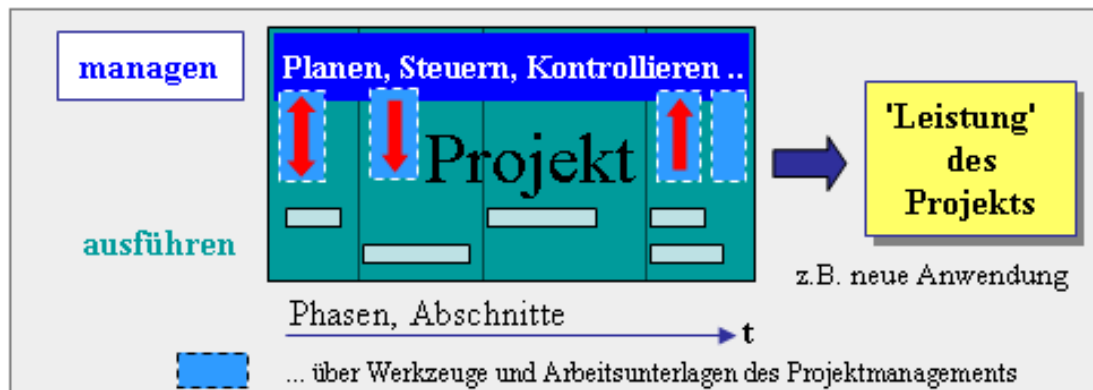 managen
Planen, Steuern, Kontrollieren ..
Projekt
'Leistung'
des
Projekts
ausführen
z.B. neue Anwendung
Phasen, Abschnitte
t
... über Werkzeuge und Arbeitsunterlagen des Projektmanagements